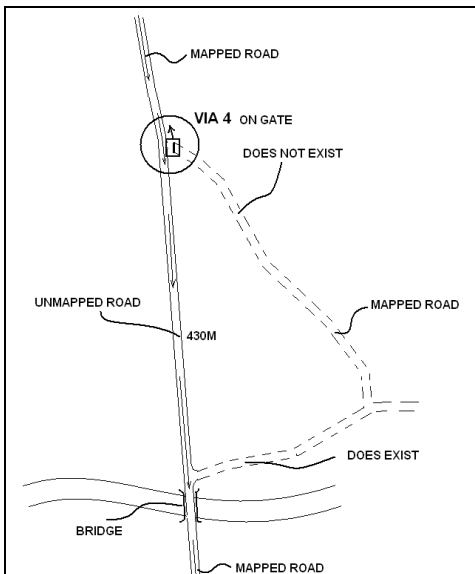 MAPPED ROAD
VIA 4 ON GATE
DOES NOT EXIST
UNMAPPED ROAD
MAPPED ROAD
430M
DOES EXIST
BRIDGE
MAPPED ROAD